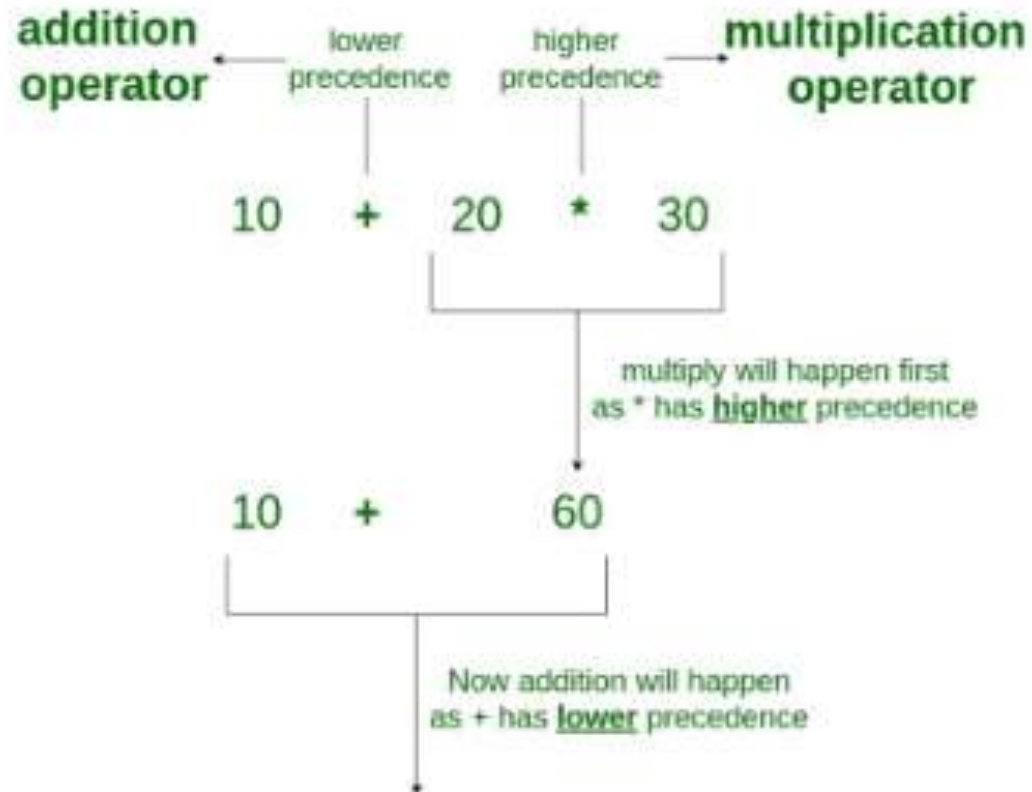 addition
operator
lower
precedence
higher
precedence
multiplication
operator
10 + 20 * 30
multiply will happen first
as * has higher precedence
10 + 60
Now addition will happen
as + has lower precedence